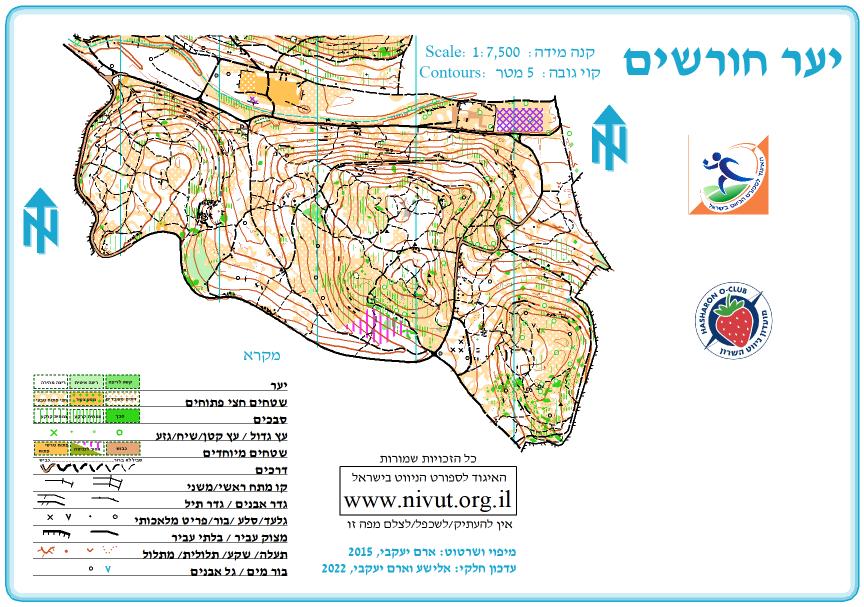 יער חורשים
Scale: 1:7,500 קנה מידה:
Contours: קוי גובה: 5 מטר
האיגוד לספורט הניווט בישראל
HASHARON O-CLUB
מועדון ניווט השרון
מקרא
יער
שטחים חצי פתוחים
סבכים
עץ גדול / עץ קטן/שיח/גזע
שטחים מיוחדים
דרכים
קו מתח ראשי/משני
גדר אבנים / גדר תיל
גלעד/סלע /בור/פריט מלאכותי
מצוק עביר / בלתי עביר
תעלה/ שקע/ תלולית/ מתלול
בור מים / גל אבנים
כל הזכויות שמורות
האיגוד לספורט הניווט בישראל
www.nivut.org.il
אין להעתיק/לשכפל/לצלם מפה זו
מיפוי ושרטוט: ארם יעקבי, 2015
עדכון חלקי: אלישע וארם יעקבי, 2022